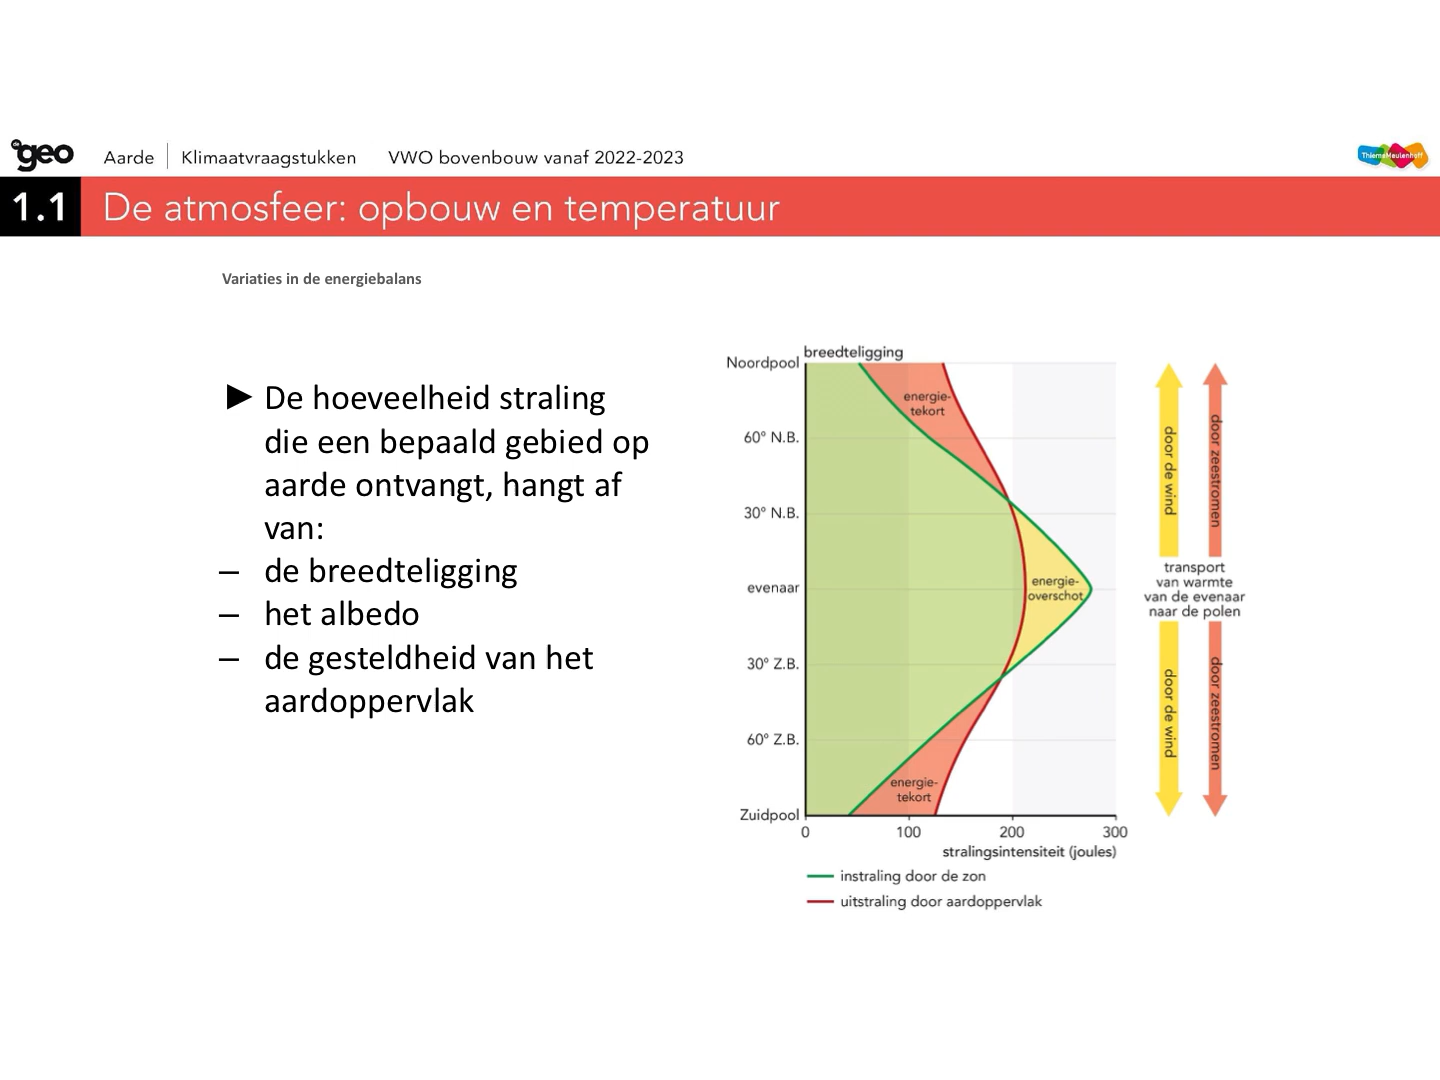 de geo
Aarde | Klimaatvraagstukken VWO bovenbouw vanaf 2022-2023
ThiemeMeulenhoff
1.1 De atmosfeer: opbouw en temperatuur
Variaties in de energiebalans
► De hoeveelheid straling
die een bepaald gebied op
aarde ontvangt, hangt af
van:
– de breedteligging
– het albedo
– de gesteldheid van het
aardoppervlak
breedteligging
Noordpool
60° N.B.
30° N.B.
evenaar
30° Z.B.
60° Z.B.
Zuidpool
energie-
tekort
energie-
overschot
energie-
tekort
0 100 200 300
stralingsintensiteit (joules)
instraling door de zon
uitstraling door aardoppervlak
door de wind
door zeestromen
transport
van warmte
van de evenaar
naar de polen
door de wind
door zeestromen